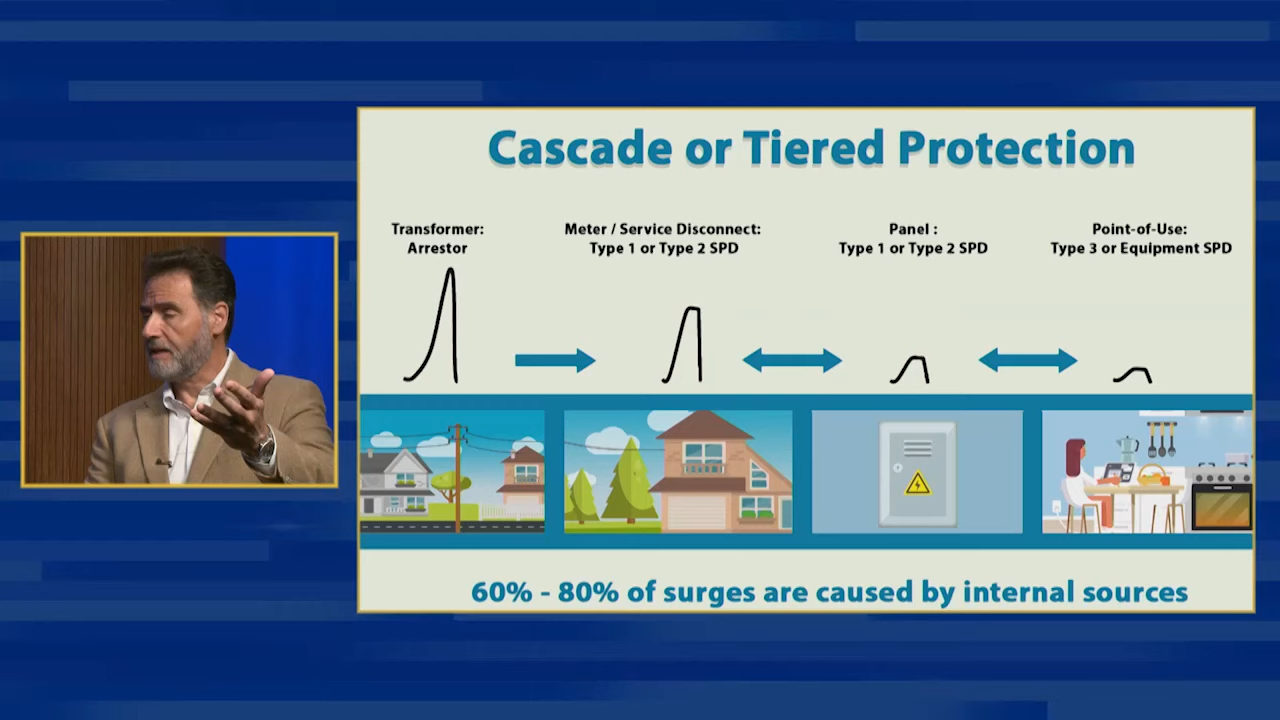 Cascade or Tiered Protection
Transformer:
Arrestor
Meter / Service Disconnect:
Type 1 or Type 2 SPD
Panel :
Type 1 or Type 2 SPD
Point-of-Use:
Type 3 or Equipment SPD
60% - 80% of surges are caused by internal sources